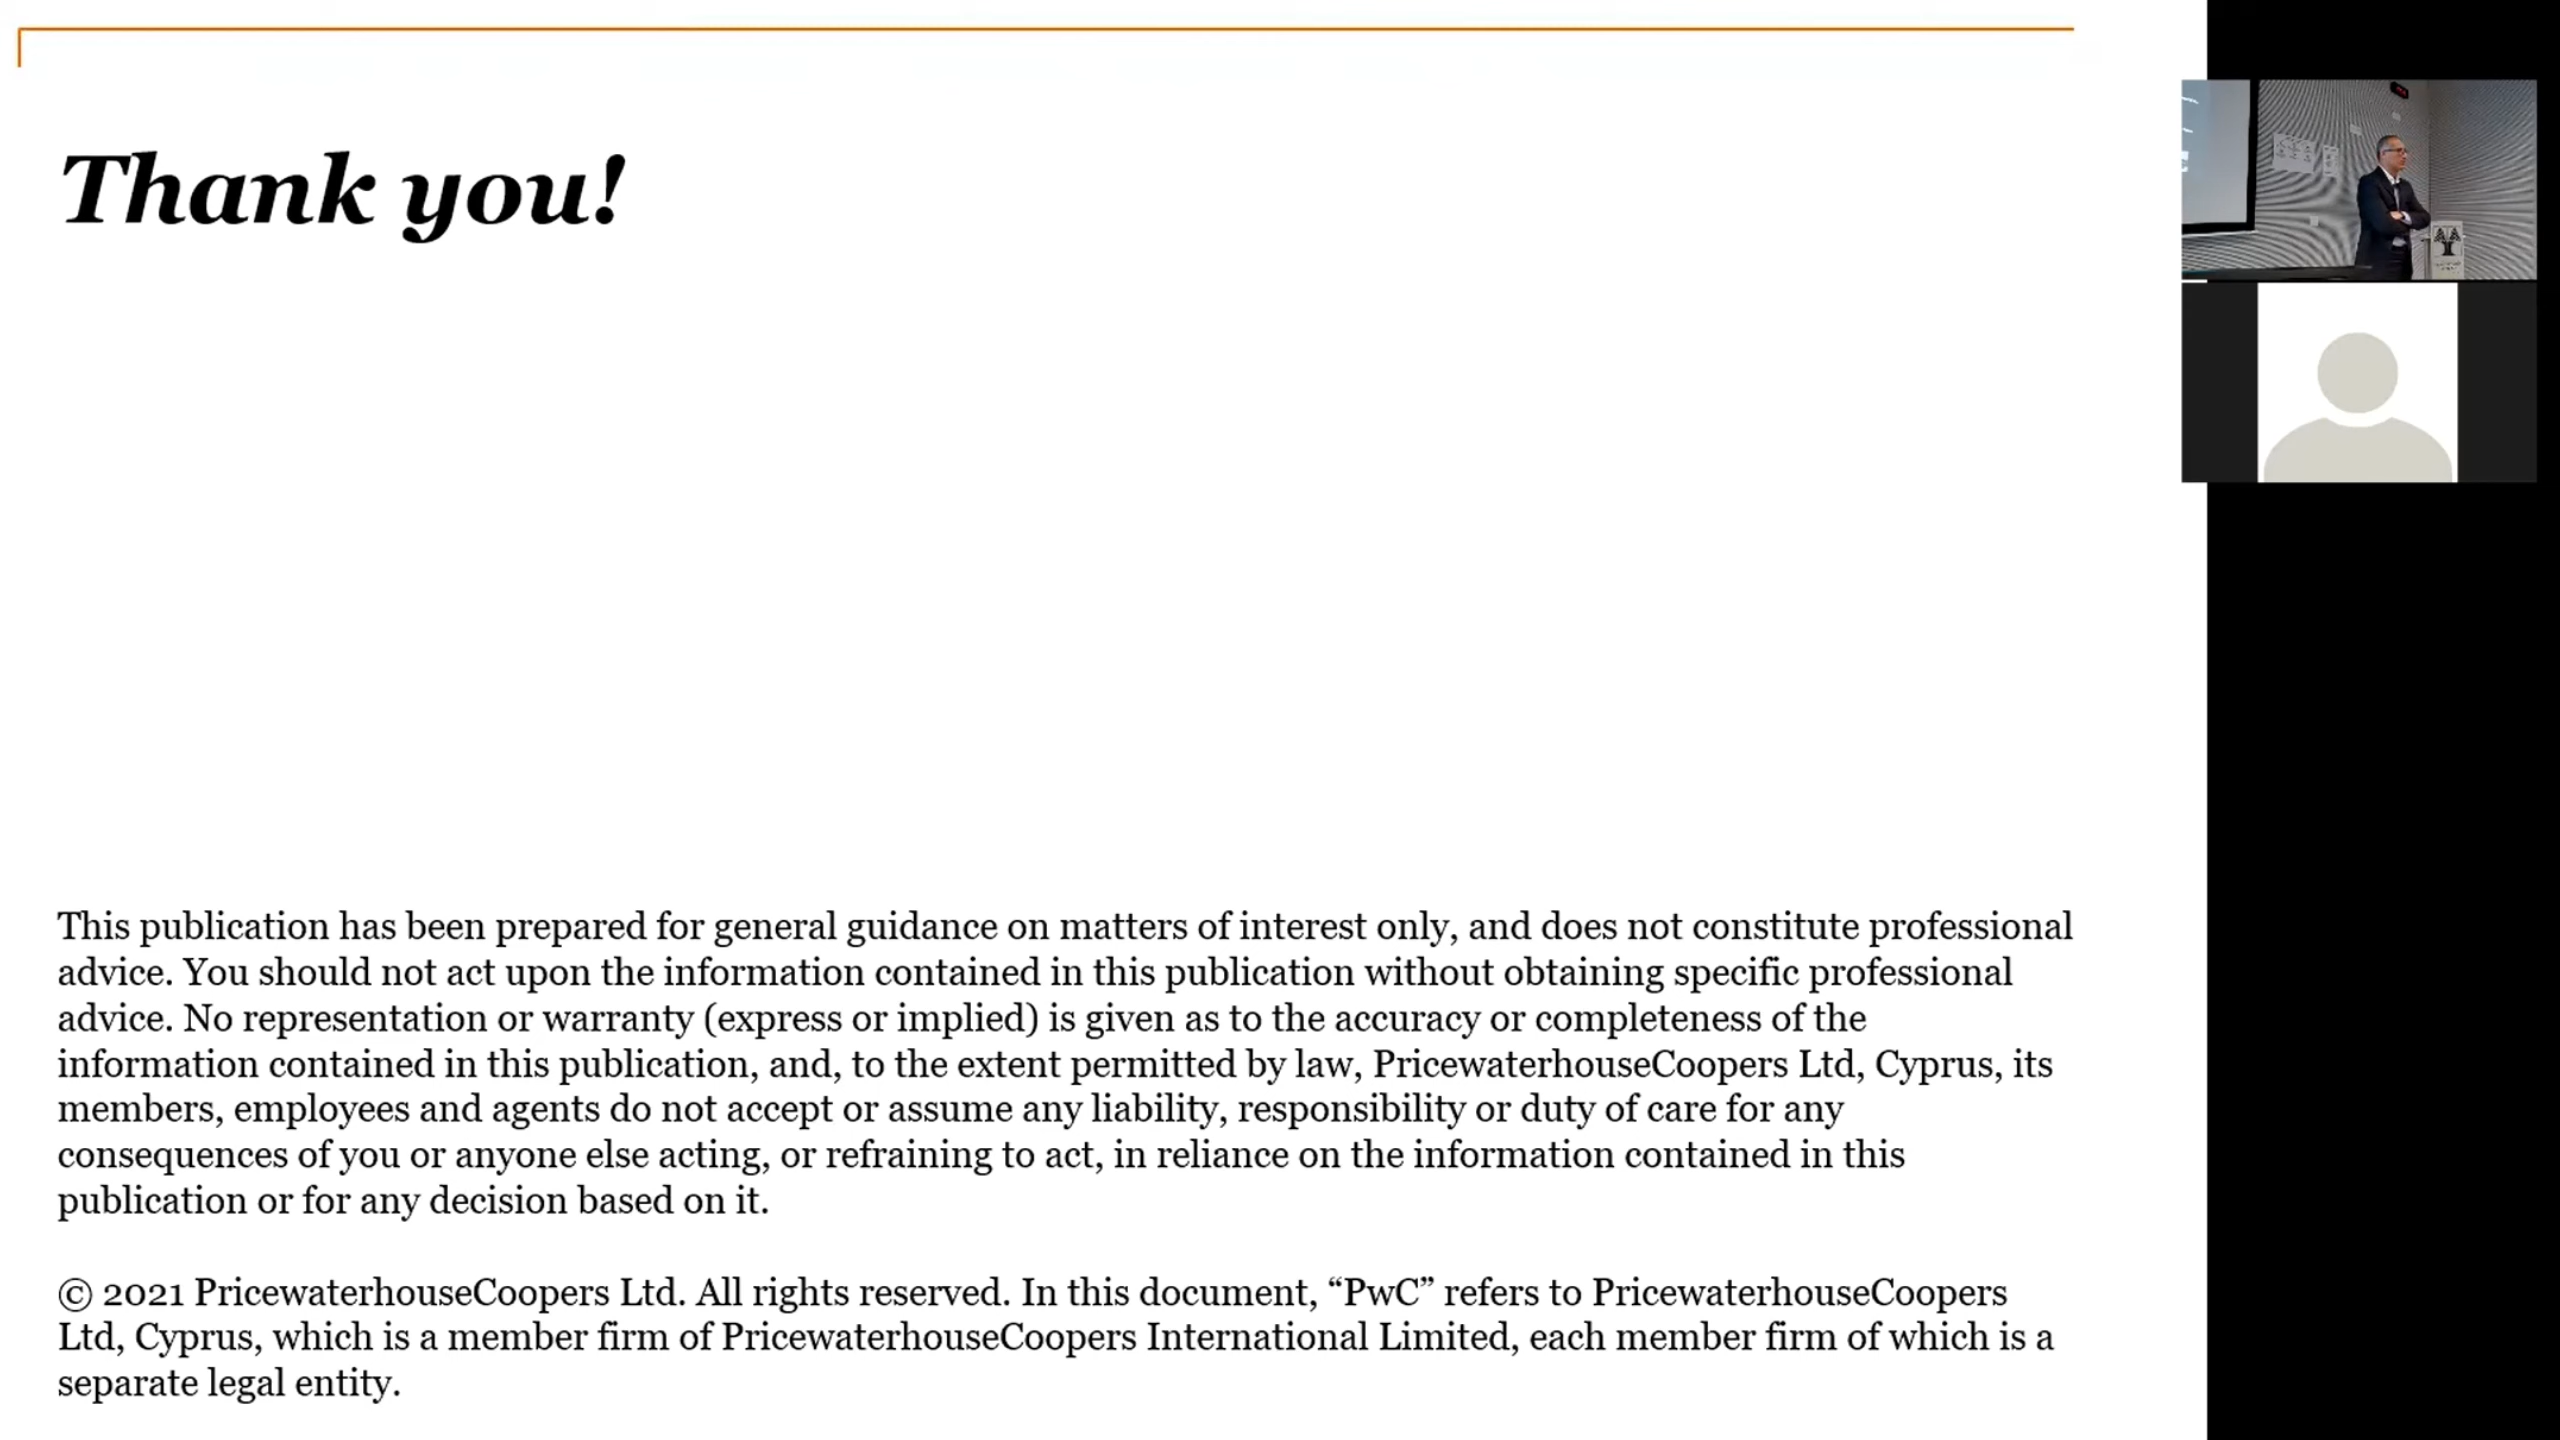 Thank you!
This publication has been prepared for general guidance on matters of interest only, and does not constitute professional
advice. You should not act upon the information contained in this publication without obtaining specific professional
advice. No representation or warranty (express or implied) is given as to the accuracy or completeness of the
information contained in this publication, and, to the extent permitted by law, PricewaterhouseCoopers Ltd, Cyprus, its
members, employees and agents do not accept or assume any liability, responsibility or duty of care for any
consequences of you or anyone else acting, or refraining to act, in reliance on the information contained in this
publication or for any decision based on it.
© 2021 PricewaterhouseCoopers Ltd. All rights reserved. In this document, “PwC” refers to PricewaterhouseCoopers
Ltd, Cyprus, which is a member firm of PricewaterhouseCoopers International Limited, each member firm of which is a
separate legal entity.